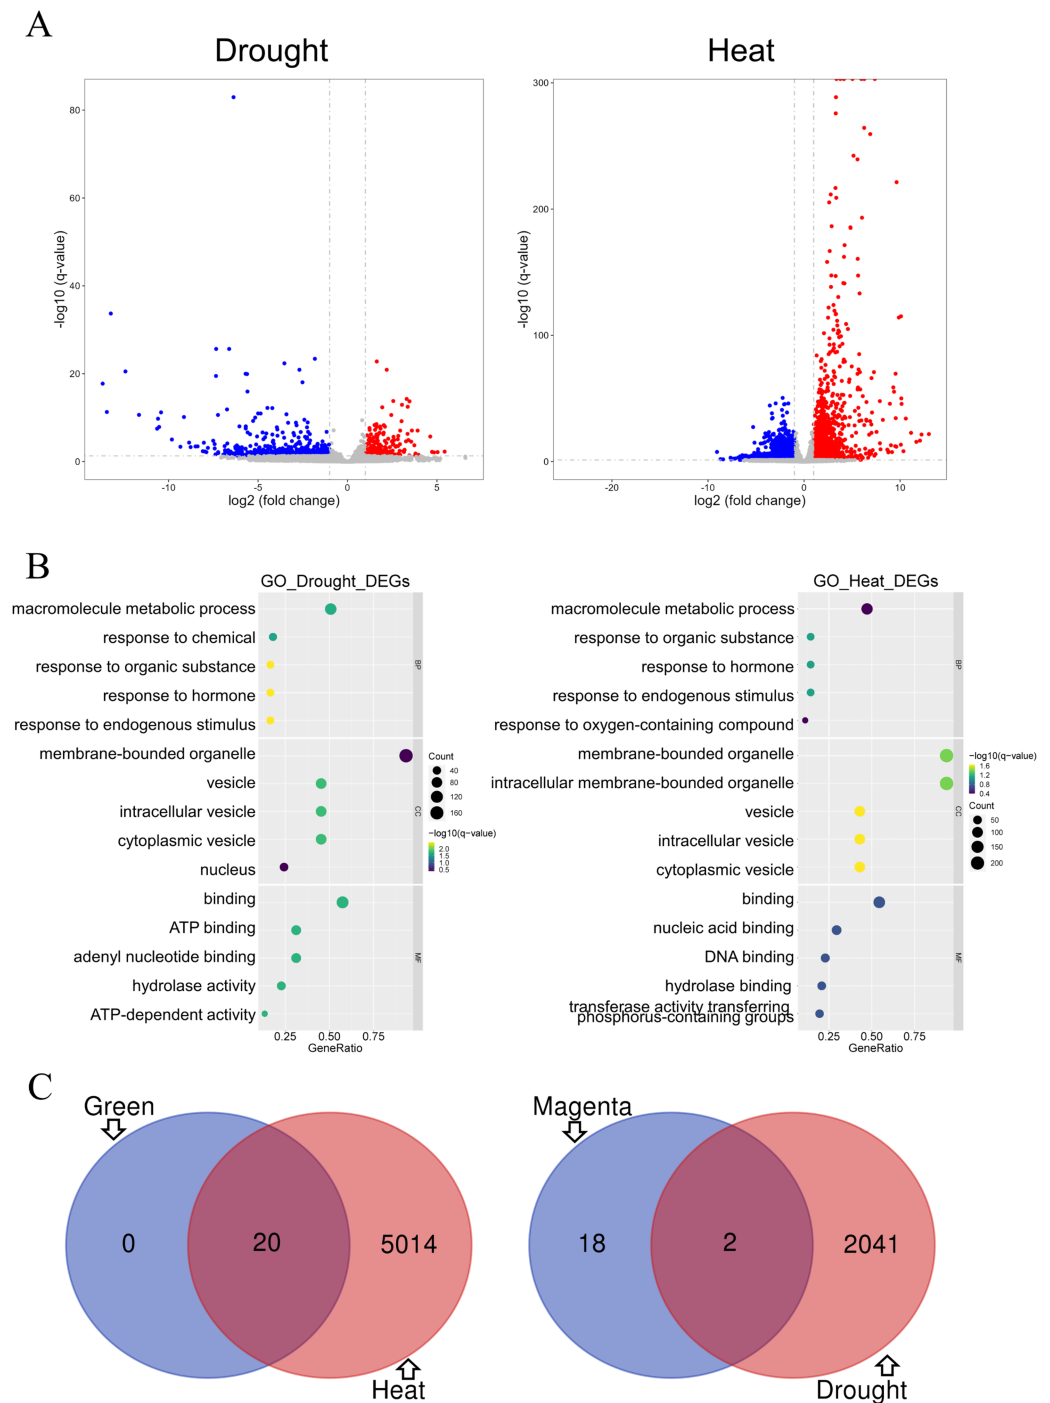 A
Drought
Heat
80
60
40
20
0
-log10 (q-value)
-10
-5
0
5
log2 (fold change)
300
200
100
0
-log10 (q-value)
-20
-10
0
10
log2 (fold change)
B
GO_Drought_DEGs
macromolecule metabolic process
response to chemical
response to organic substance
response to hormone
response to endogenous stimulus
membrane-bounded organelle
vesicle
intracellular vesicle
cytoplasmic vesicle
nucleus
binding
ATP binding
adenyl nucleotide binding
hydrolase activity
ATP-dependent activity
BP
CC
MF
0.25
0.50
0.75
GeneRatio
Count
40
80
120
160
−log10(q−value)
2.0
1.5
1.0
0.5
GO_Heat_DEGs
macromolecule metabolic process
response to organic substance
response to hormone
response to endogenous stimulus
response to oxygen-containing compound
membrane-bounded organelle
intracellular membrane-bounded organelle
vesicle
intracellular vesicle
cytoplasmic vesicle
binding
nucleic acid binding
DNA binding
hydrolase binding
transferase activity transferring
phosphorus-containing groups
BP
CC
MF
0.25
0.50
0.75
GeneRatio
−log10(q−value)
1.6
1.2
0.8
0.4
Count
50
100
150
200
C
Green
0
20
5014
Heat
Magenta
18
2
2041
Drought